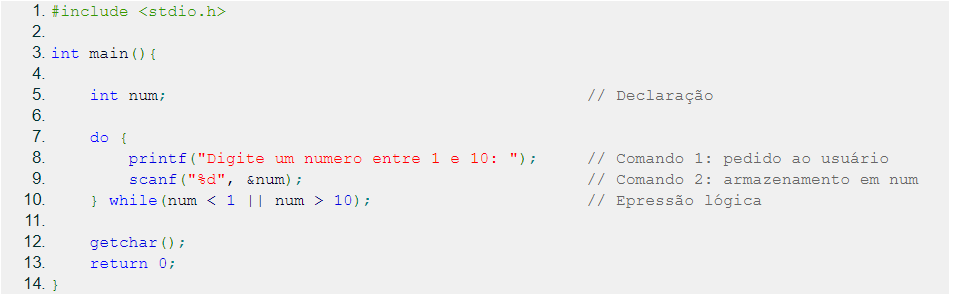 1. #include <stdio.h>
2.
3. int main(){
4.
5. int num; // Declaração
6.
7. do {
8. printf("Digite um numero entre 1 e 10: "); // Comando 1: pedido ao usuário
9. scanf("%d", &num); // Comando 2: armazenamento em num
10. } while(num < 1 || num > 10); // Epressão lógica
11.
12. getchar();
13. return 0;
14. }